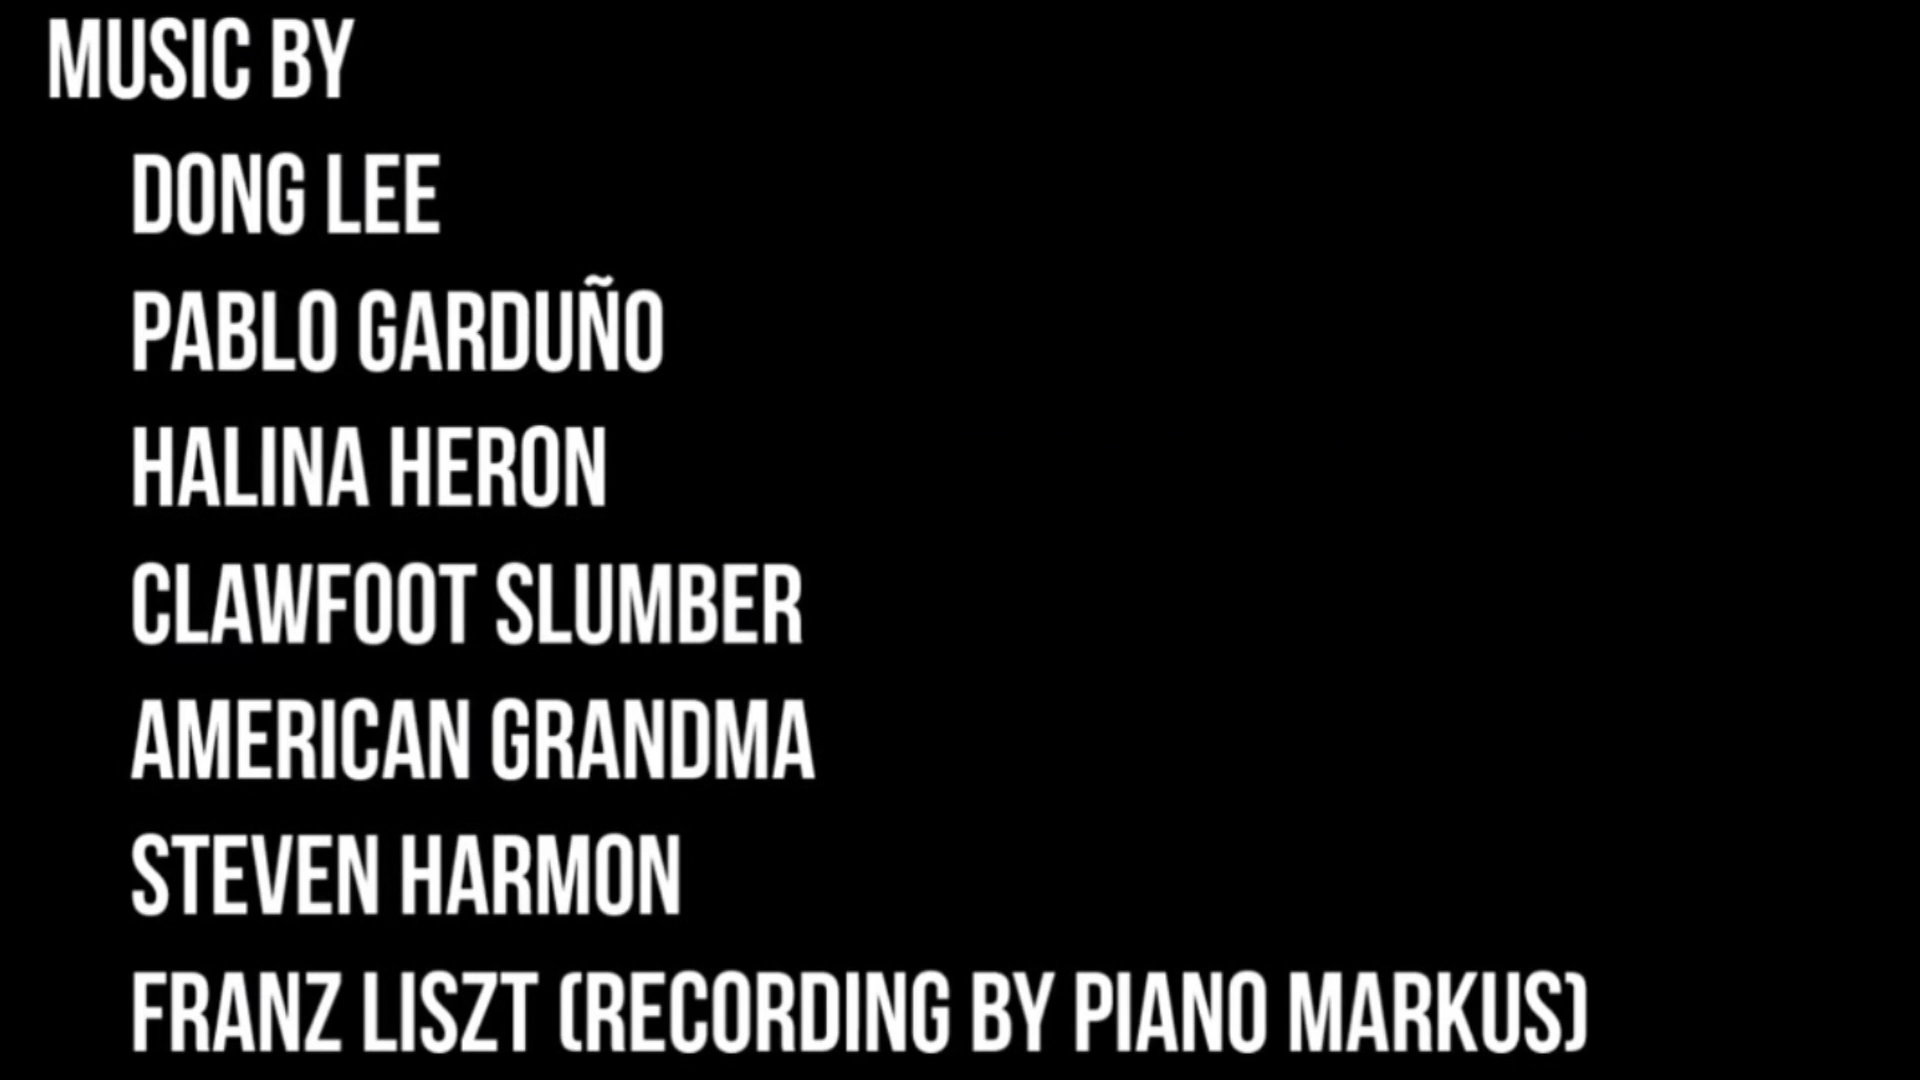 MUSIC BY
DONG LEE
PABLO GARDUÑO
HALINA HERON
CLAWFOOT SLUMBER
AMERICAN GRANDMA
STEVEN HARMON
FRANZ LISZT (RECORDING BY PIANO MARKUS)